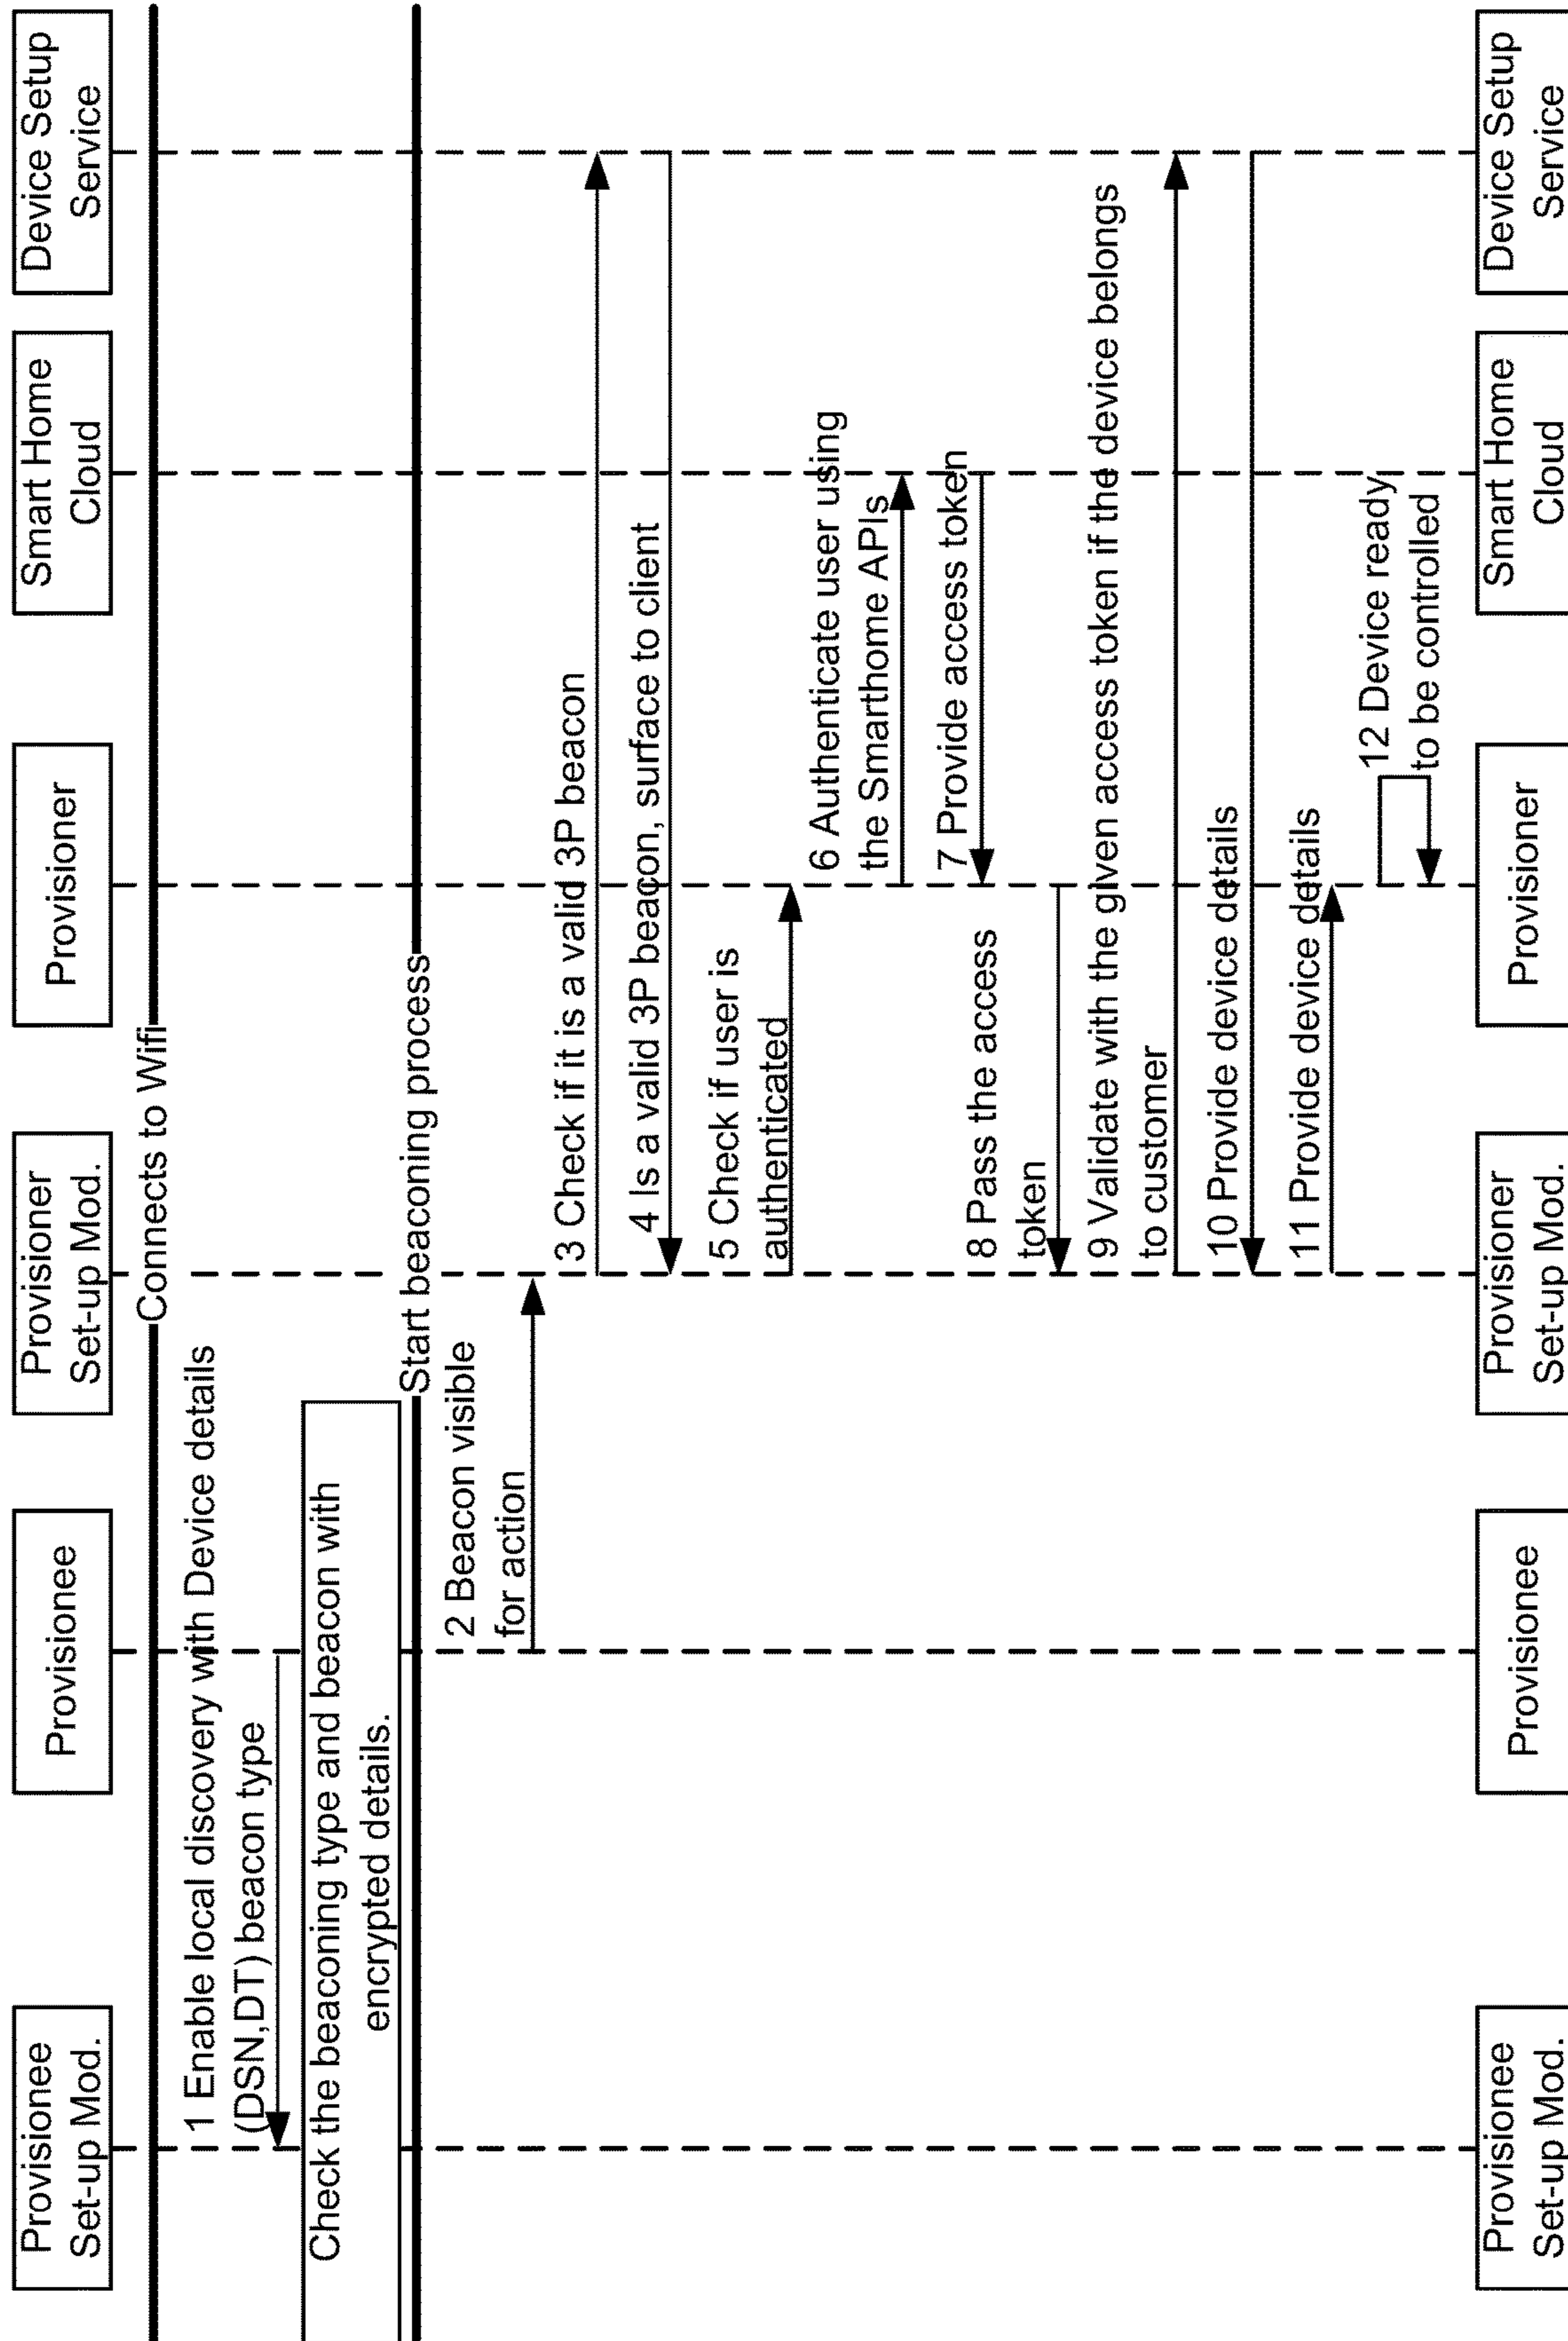 Provisionee
Set-up Mod.
Provisionee
Provisioner
Set-up Mod.
Provisioner
Smart Home
Cloud
Device Setup
Service
Connects to Wifi
1 Enable local discovery with Device details
(DSN,DT) beacon type
Check the beaconing type and beacon with
encrypted details.
Start beaconing process
2 Beacon visible
for action
3 Check if it is a valid 3P beacon
4 Is a valid 3P beacon, surface to client
5 Check if user is
authenticated
6 Authenticate user using
the Smarthome APIs
7 Provide access token
8 Pass the access
token
9 Validate with the given access token if the device belongs
to customer
10 Provide device details
11 Provide device details
12 Device ready
to be controlled
Provisionee
Set-up Mod.
Provisionee
Provisioner
Set-up Mod.
Provisioner
Smart Home
Cloud
Device Setup
Service